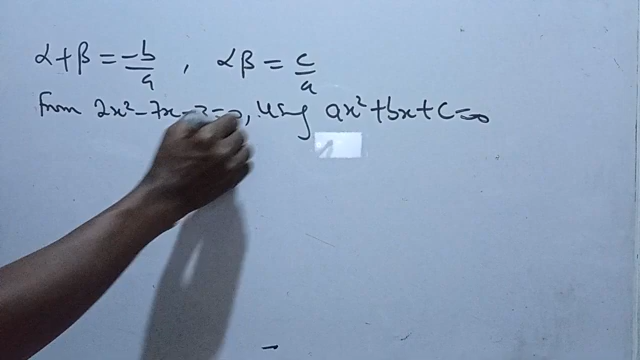 α+β = -b/a , αβ = c/a
from 2x²-7x-3=0, using ax²+bx+c=0